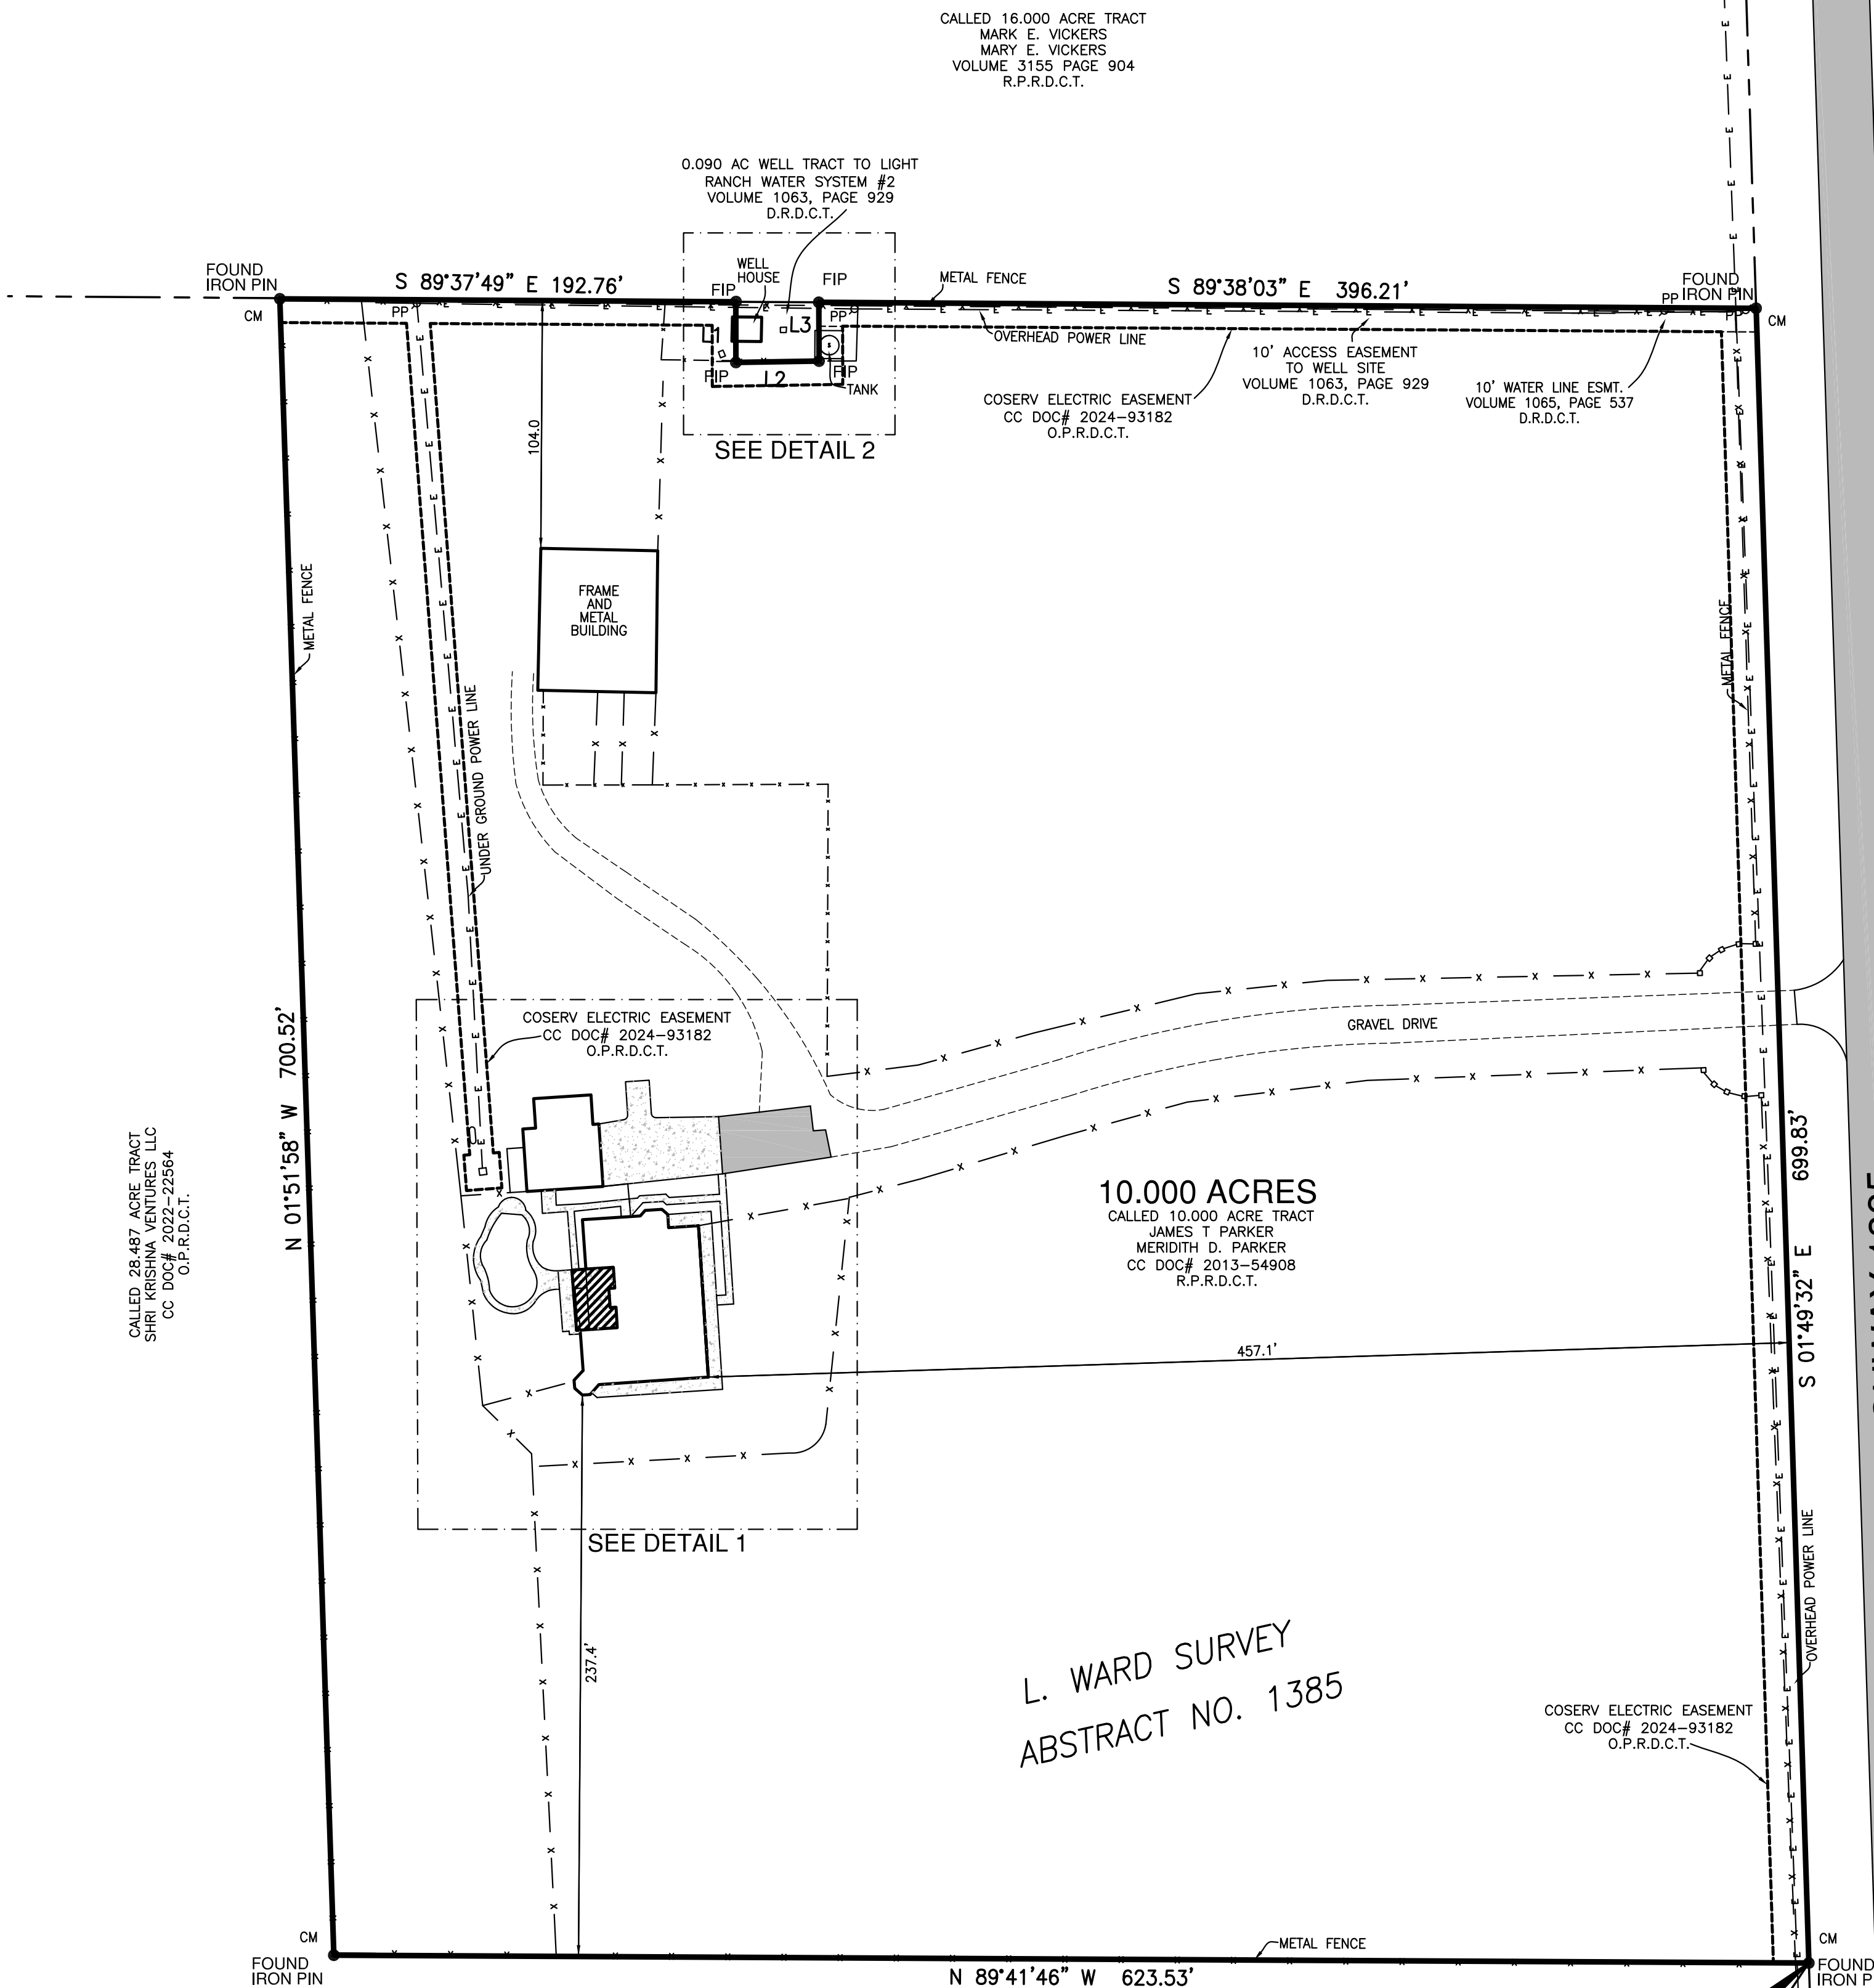 CALLED 16.000 ACRE TRACT
MARK E. VICKERS
MARY E. VICKERS
VOLUME 3155 PAGE 904
R.P.R.D.C.T.
0.090 AC WELL TRACT TO LIGHT
RANCH WATER SYSTEM #2
VOLUME 1063, PAGE 929
D.R.D.C.T.
FOUND
IRON PIN
CM
S 89°37'49" E 192.76'
FIP
WELL
HOUSE
FIP
METAL FENCE
S 89°38'03" E 396.21'
FOUND
IRON PIN
PP
PP
CM
PP
L1
L3
PP
FIP
L2
FIP
TANK
OVERHEAD POWER LINE
COSERV ELECTRIC EASEMENT
CC DOC# 2024-93182
O.P.R.D.C.T.
10' ACCESS EASEMENT
TO WELL SITE
VOLUME 1063, PAGE 929
D.R.D.C.T.
10' WATER LINE ESMT.
VOLUME 1065, PAGE 537
D.R.D.C.T.
SEE DETAIL 2
104.0
METAL FENCE
FRAME
AND
METAL
BUILDING
METAL FENCE
UNDER GROUND POWER LINE
COSERV ELECTRIC EASEMENT
CC DOC# 2024-93182
O.P.R.D.C.T.
GRAVEL DRIVE
N 01°51'58" W 700.52'
CALLED 28.487 ACRE TRACT
SHRI KRISHNA VENTURES LLC
CC DOC# 2022-22564
O.P.R.D.C.T.
10.000 ACRES
CALLED 10.000 ACRE TRACT
JAMES T PARKER
MERIDITH D. PARKER
CC DOC# 2013-54908
R.P.R.D.C.T.
457.1'
S 01°49'32" E 699.83'
SEE DETAIL 1
237.4'
L. WARD SURVEY
ABSTRACT NO. 1385
OVERHEAD POWER LINE
COSERV ELECTRIC EASEMENT
CC DOC# 2024-93182
O.P.R.D.C.T.
CM
FOUND
IRON PIN
METAL FENCE
N 89°41'46" W 623.53'
CM
FOUND
IRON P